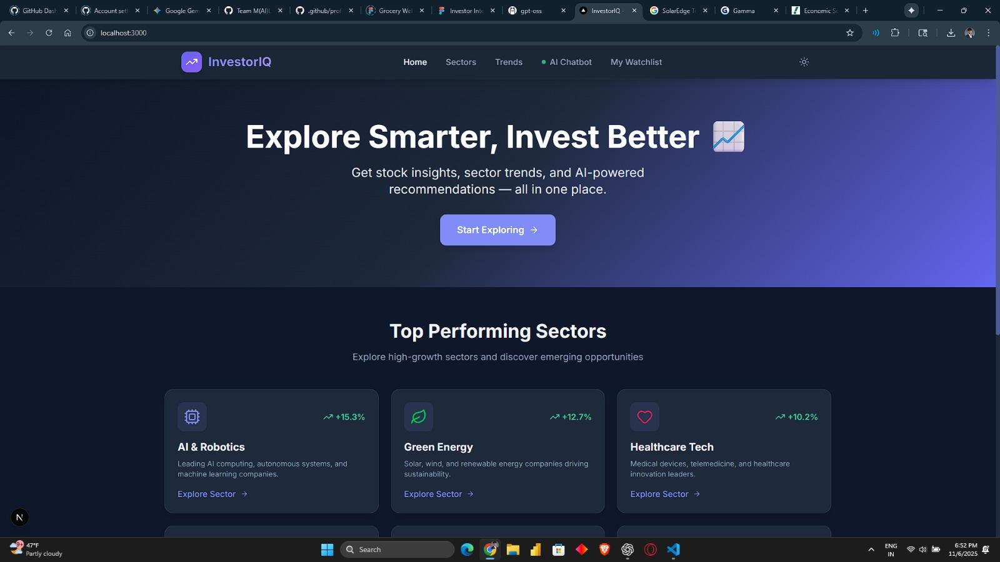 GitHub Das
Account set
Google Gem
Team M(AI)
.github/prof
Grocery We
Investor Int
gpt-oss
InvestorIQ
SolarEdge T
Gamma
Economic Sc
localhost:3000
InvestorIQ
Home
Sectors
Trends
AI Chatbot
My Watchlist
Explore Smarter, Invest Better
Get stock insights, sector trends, and AI-powered
recommendations — all in one place.
Start Exploring →
Top Performing Sectors
Explore high-growth sectors and discover emerging opportunities
+15.3%
AI & Robotics
Leading AI computing, autonomous systems, and
machine learning companies.
Explore Sector →
+12.7%
Green Energy
Solar, wind, and renewable energy companies driving
sustainability.
Explore Sector →
+10.2%
Healthcare Tech
Medical devices, telemedicine, and healthcare
innovation leaders.
Explore Sector →
N
9+
47°F
Partly cloudy
Search
ENG
IN
6:52 PM
11/6/2025